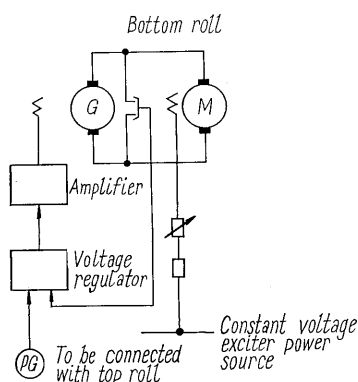 Bottom roll
G
M
Amplifier
Voltage
regulator
PG
To be connected
with top roll
Constant voltage
exciter power
source